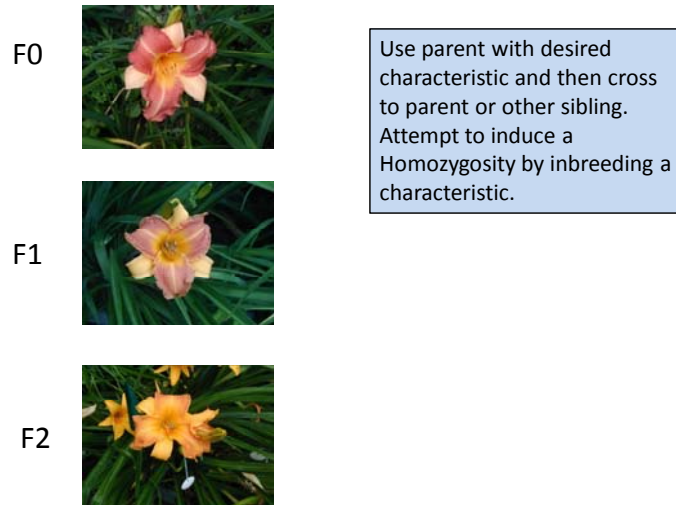 F0
Use parent with desired
characteristic and then cross
to parent or other sibling.
Attempt to induce a
Homozygosity by inbreeding a
characteristic.
F1
F2